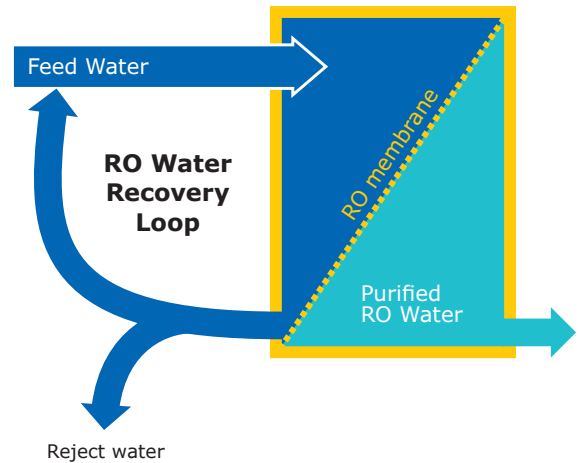 Feed Water
RO Water
Recovery
Loop
RO membrane
Purified
RO Water
Reject water